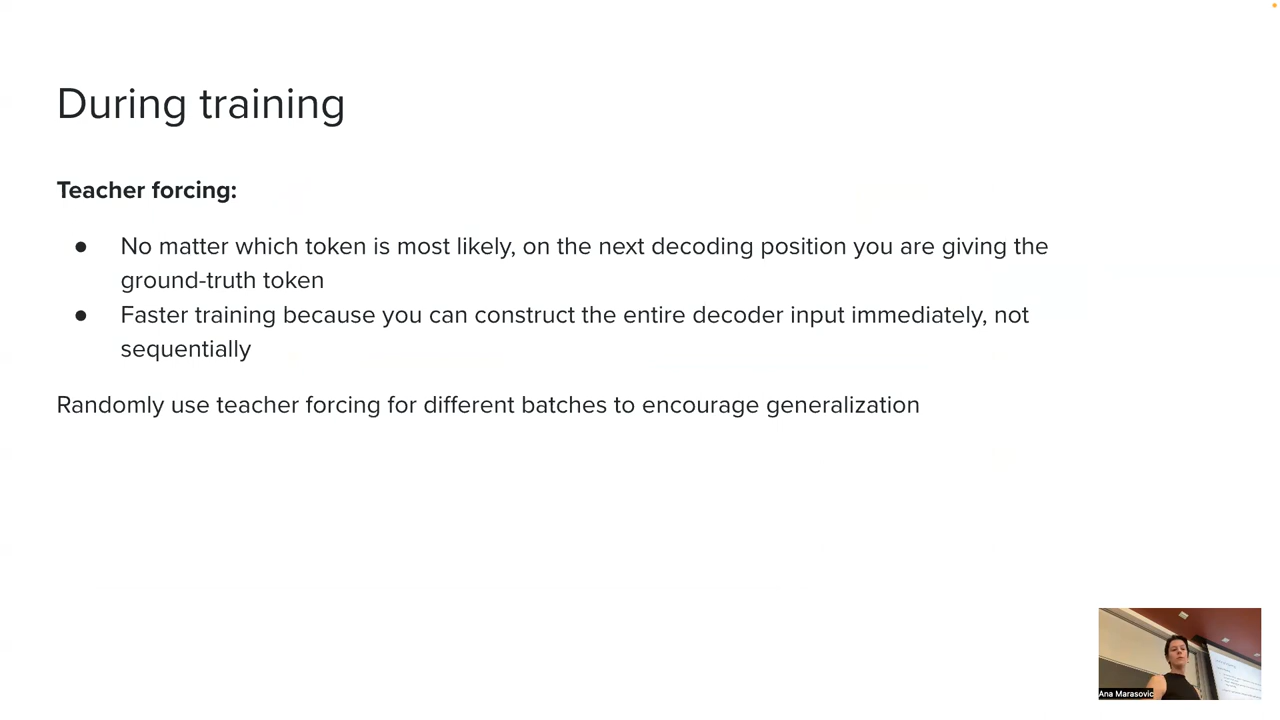 During training
Teacher forcing:
● No matter which token is most likely, on the next decoding position you are giving the
ground-truth token
● Faster training because you can construct the entire decoder input immediately, not
sequentially
Randomly use teacher forcing for different batches to encourage generalization
Ana Marasovic